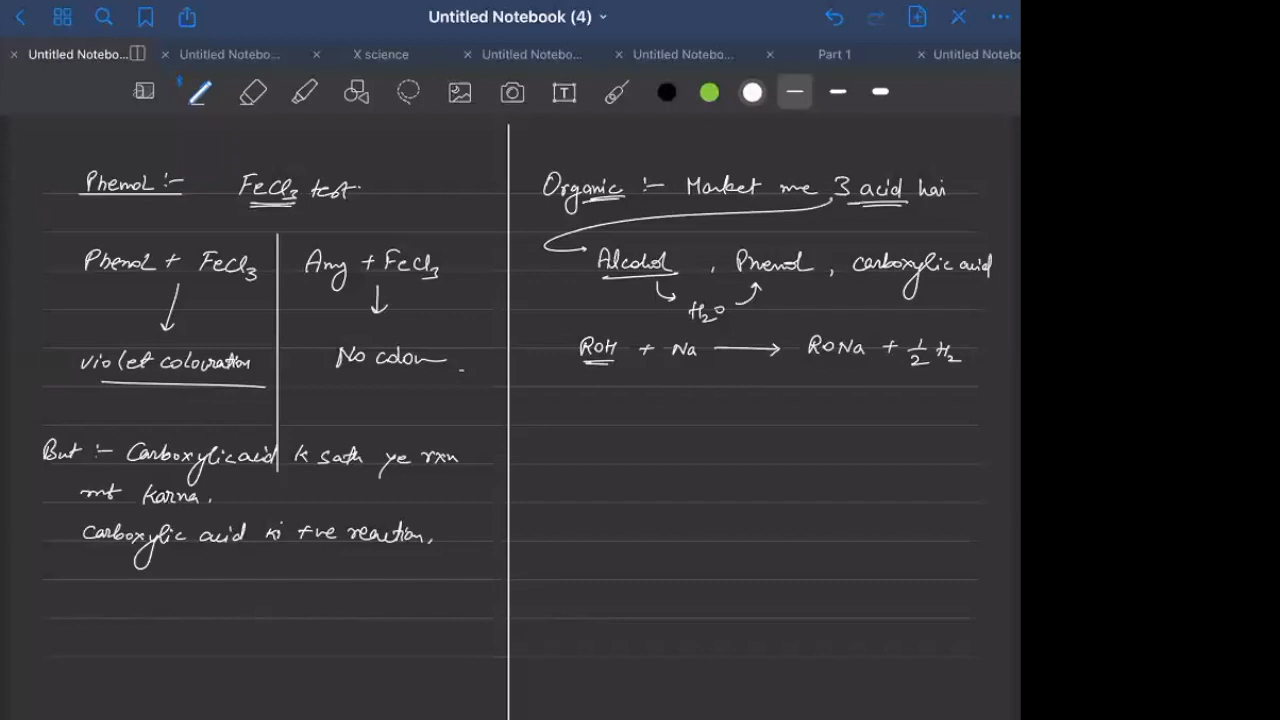 Untitled Notebook (4)
Untitled Notebo...
Untitled Notebo...
X science
Untitled Notebo...
Untitled Notebo...
Part 1
Untitled Notebo
T
Phenol :- FeCl3 test.
Phenol + FeCl3
Any + FeCl3
violet colouration
No colour
But :- Carboxylic acid k sath ye rxn
mt karna.
Carboxylic acid ki +ve reaction.
Organic :- Market me 3 acid hai
Alcohol , Phenol , carboxylic acid
H2O
ROH + Na → RONa + 1/2 H2